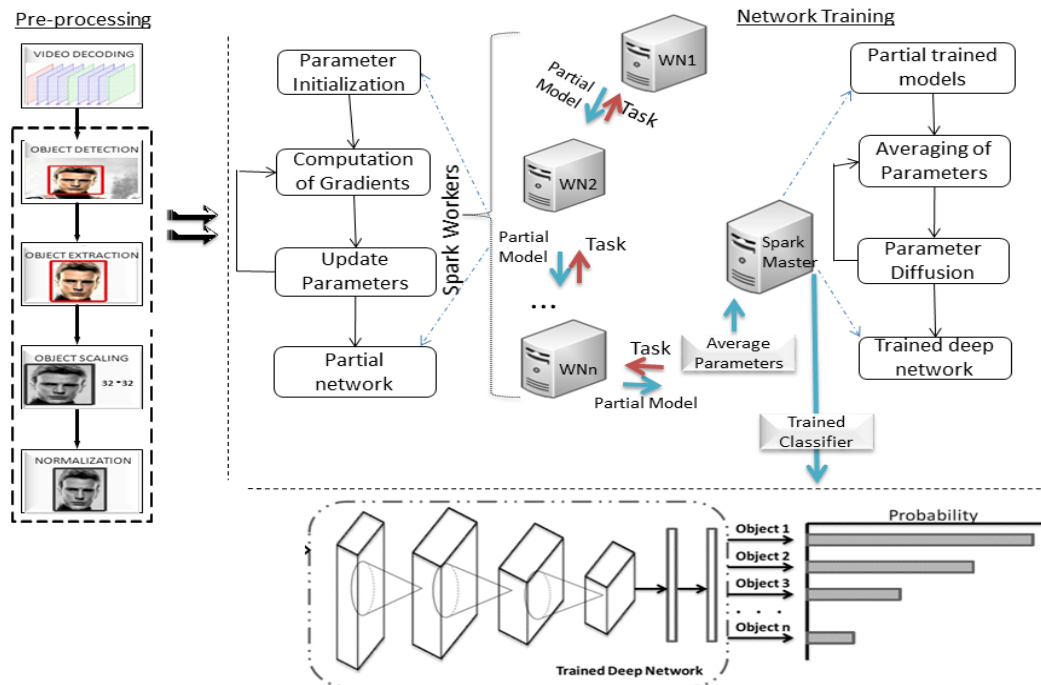 Pre-processing
VIDEO DECODING
OBJECT DETECTION
OBJECT EXTRACTION
OBJECT SCALING
32 *32
NORMALIZATION
Network Training
Parameter
Initialization
Computation
of Gradients
Update
Parameters
Partial
network
Spark Workers
WN1
Partial
Model
Task
WN2
Partial
Model
Task
...
WNn
Task
Partial Model
Average
Parameters
Spark
Master
Partial trained
models
Averaging of
Parameters
Parameter
Diffusion
Trained deep
network
Trained
Classifier
Trained Deep Network
Object 1
Object 2
Object 3
. . . .
Object n
Probability